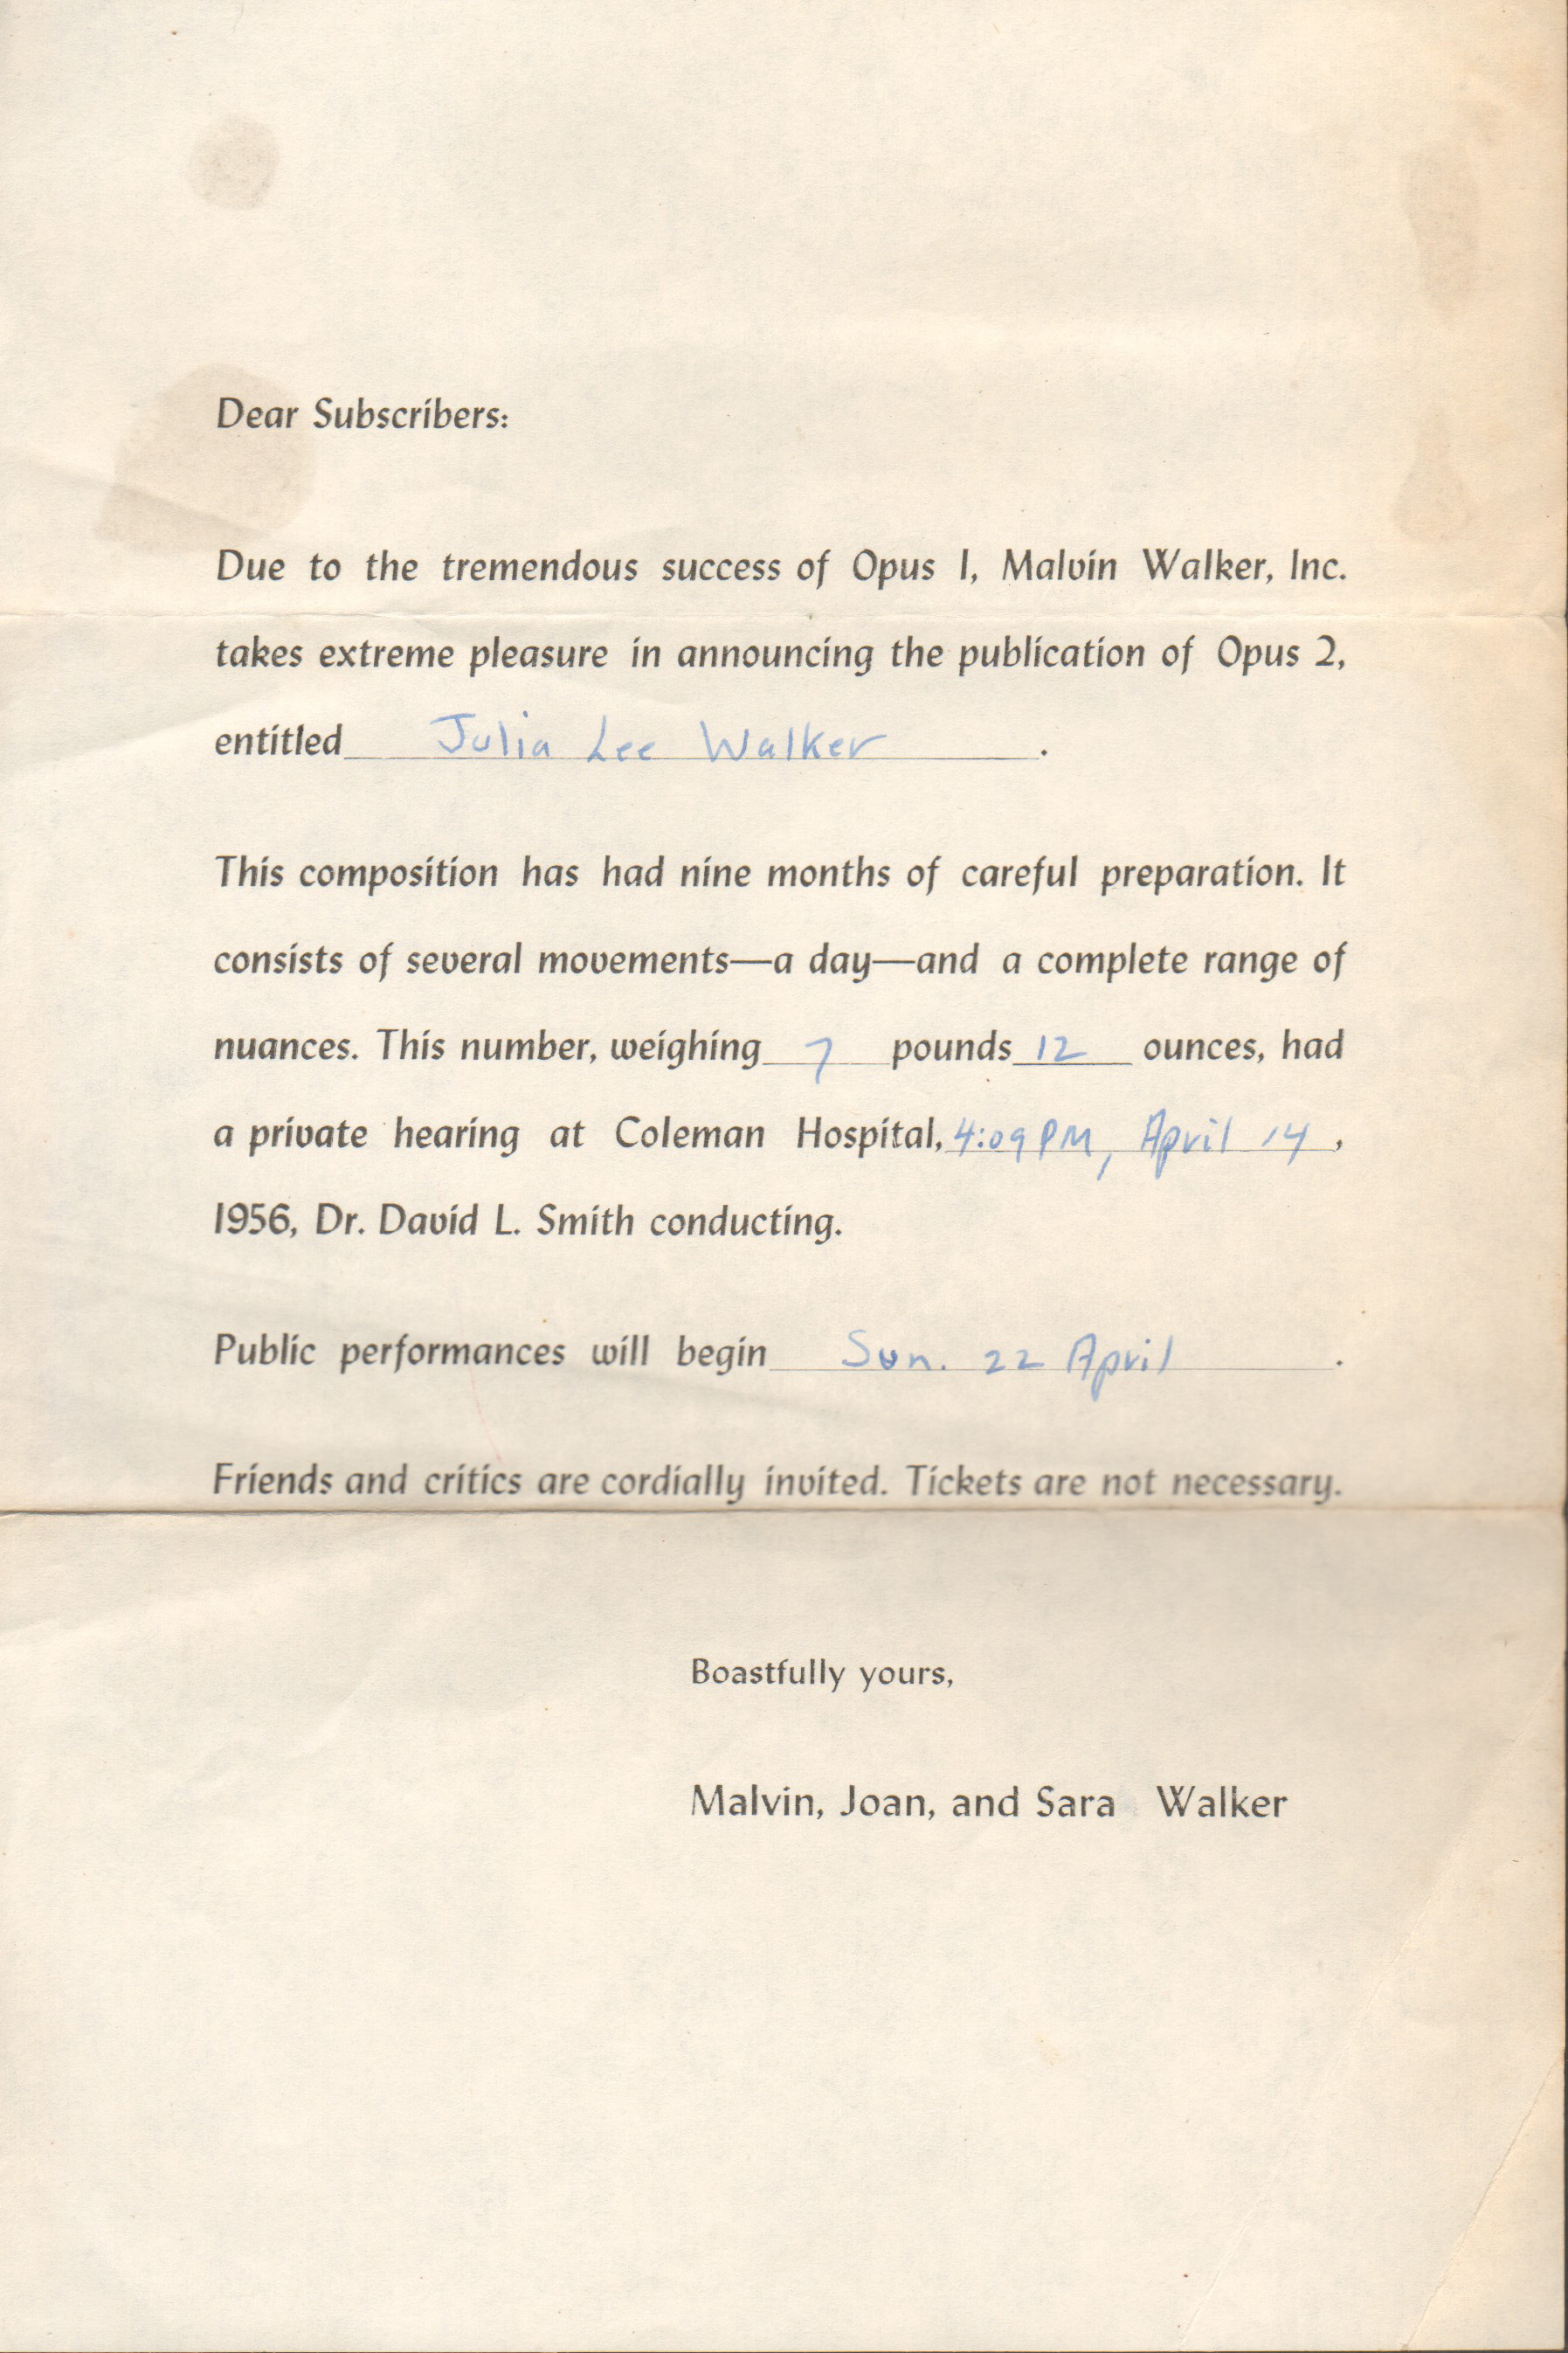 Dear Subscribers:
Due to the tremendous success of Opus 1, Malvin Walker, Inc.
takes extreme pleasure in announcing the publication of Opus 2,
entitled Julia Lee Walker.
This composition has had nine months of careful preparation. It
consists of several movements—a day—and a complete range of
nuances. This number, weighing 7 pounds 12 ounces, had
a private hearing at Coleman Hospital, 4:09 PM, April 14,
1956, Dr. David L. Smith conducting.
Public performances will begin Sun. 22 April.
Friends and critics are cordially invited. Tickets are not necessary.
Boastfully yours,
Malvin, Joan, and Sara Walker